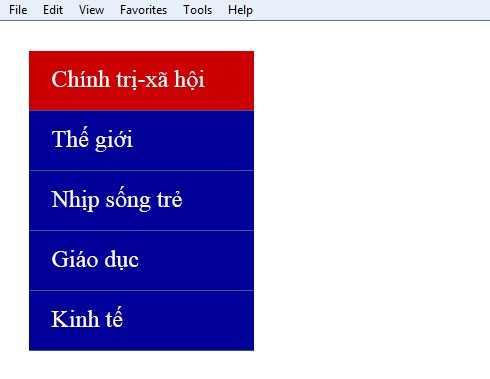 File Edit View Favorites Tools Help
Chính trị-xã hội
Thế giới
Nhịp sống trẻ
Giáo dục
Kinh tế